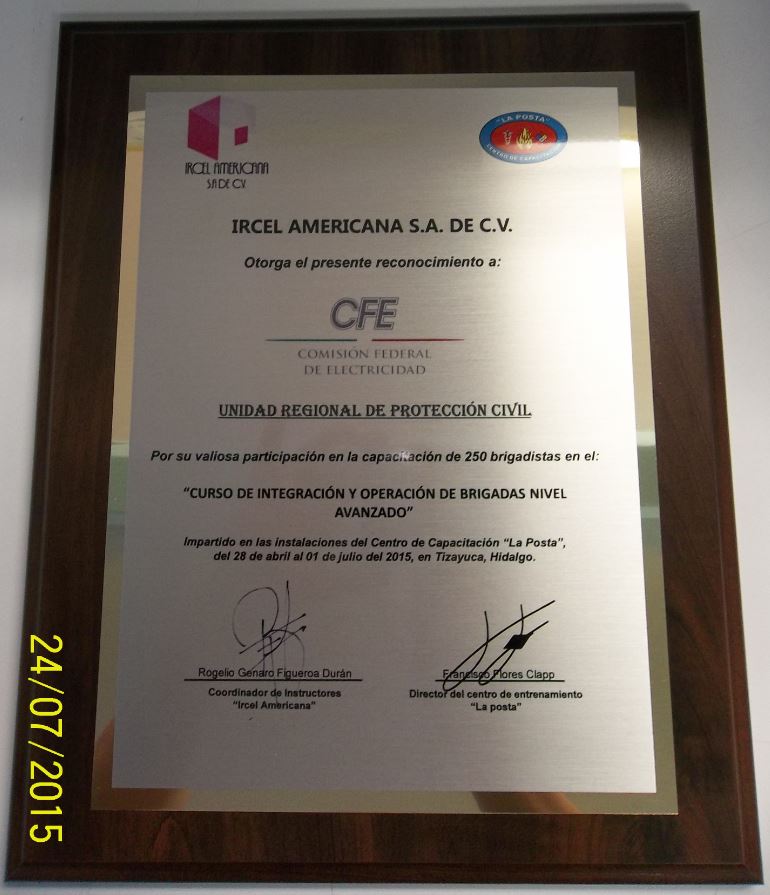 IRCEL AMERICANA
S.A DE C.V.
"LA POSTA"
CENTRO DE CAPACITACIÓN
IRCEL AMERICANA S.A. DE C.V.
Otorga el presente reconocimiento a:
CFE
COMISIÓN FEDERAL
DE ELECTRICIDAD
UNIDAD REGIONAL DE PROTECCIÓN CIVIL
Por su valiosa participación en la capacitación de 250 brigadistas en el:
“CURSO DE INTEGRACIÓN Y OPERACIÓN DE BRIGADAS NIVEL
AVANZADO”
Impartido en las instalaciones del Centro de Capacitación “La Posta”,
del 28 de abril al 01 de julio del 2015, en Tizayuca, Hidalgo.
Rogelio Genaro Figueroa Durán
Coordinador de Instructores
“Ircel Americana”
Francisco Flores Clapp
Director del centro de entrenamiento
“La posta”
24/07/2015